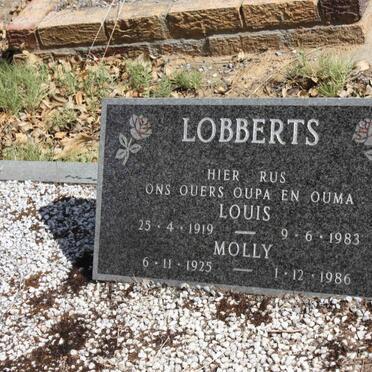 LOBBERTS
HIER RUS
ONS OUERS OUPA EN OUMA
LOUIS
25 · 4 · 1919 — 9 · 6 · 1983
MOLLY
6 · 11 · 1925 — 1 · 12 · 1986